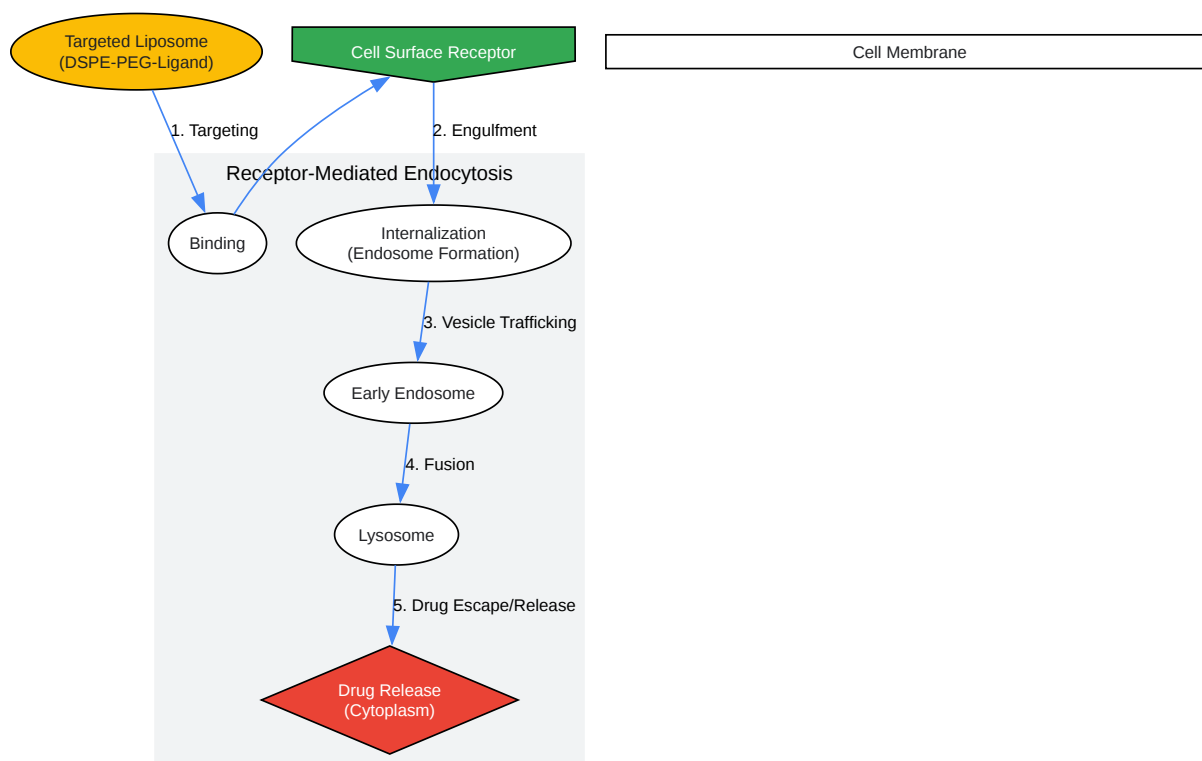 Targeted Liposome
(DSPE-PEG-Ligand)
Cell Surface Receptor
Cell Membrane
1. Targeting
2. Engulfment
Receptor-Mediated Endocytosis
Binding
Internalization
(Endosome Formation)
3. Vesicle Trafficking
Early Endosome
4. Fusion
Lysosome
5. Drug Escape/Release
Drug Release
(Cytoplasm)